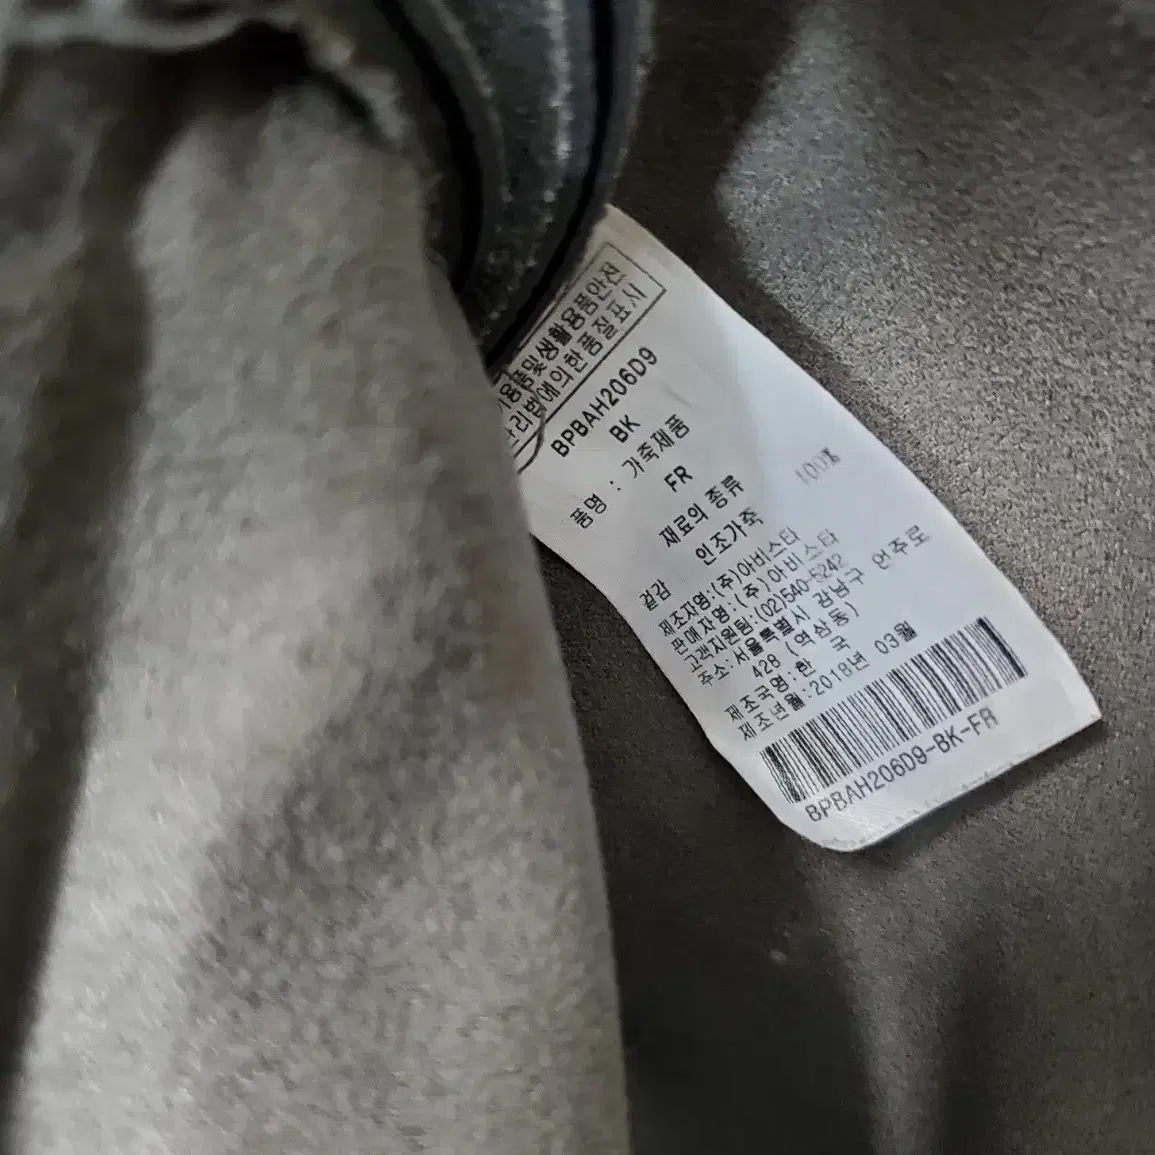 용품및생활용품안전
관리법에의한품질표시
BPBAH206D9
BK
품명 : 가죽제품
FR
재료의 종류
인조가죽 100%
겉감
제조자명:(주)아비스타
판매자명:(주)아비스타
고객지원팀:(02)540-5242
주소:서울특별시 강남구 언주로
428 (역삼동)
제조국명:한 국
제조년월:2018년 03월
BPBAH206D9-BK-FR